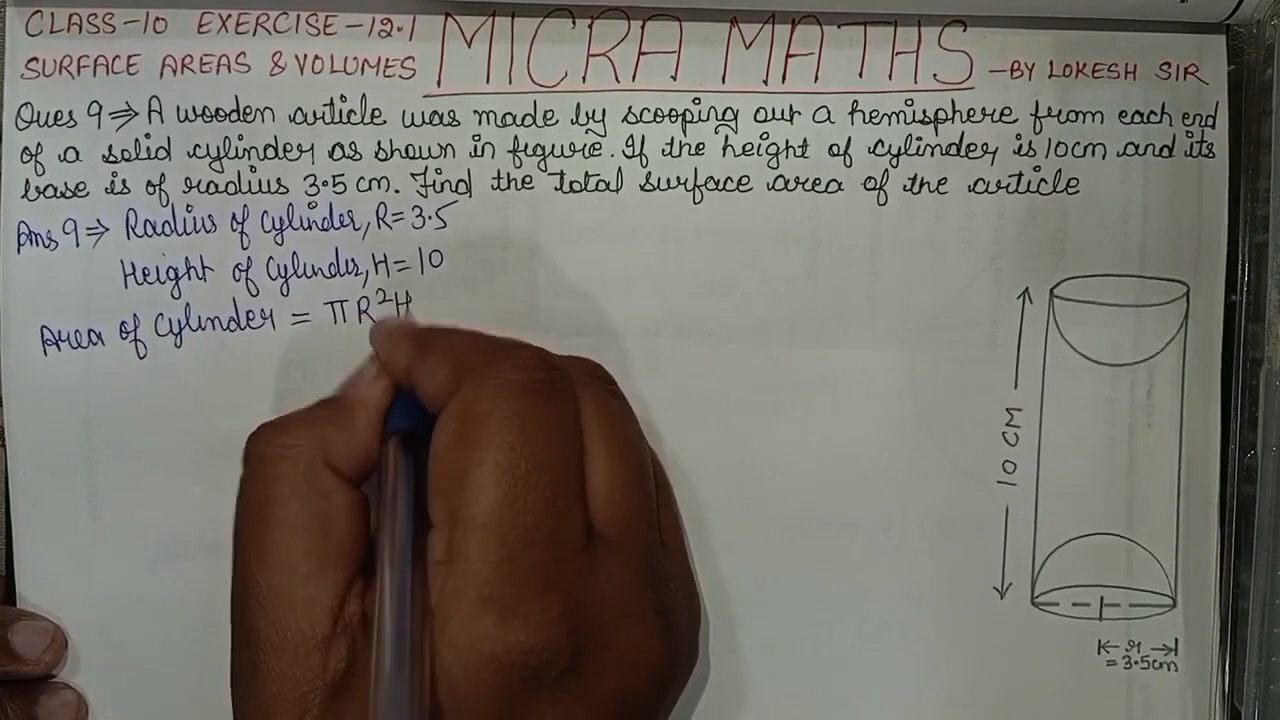 CLASS-10 EXERCISE-12.1
SURFACE AREAS & VOLUMES
MICRA MATHS
-BY LOKESH SIR
Ques 9⇒ A wooden article was made by scooping out a hemisphere from each end
of a solid cylinder as shown in figure. If the height of cylinder is 10cm and its
base is of radius 3.5 cm. Find the total surface area of the article
Ans 9⇒ Radius of Cylinder, R=3.5
Height of Cylinder, H=10
Area of Cylinder = πR²H
10 CM
r
=3.5cm